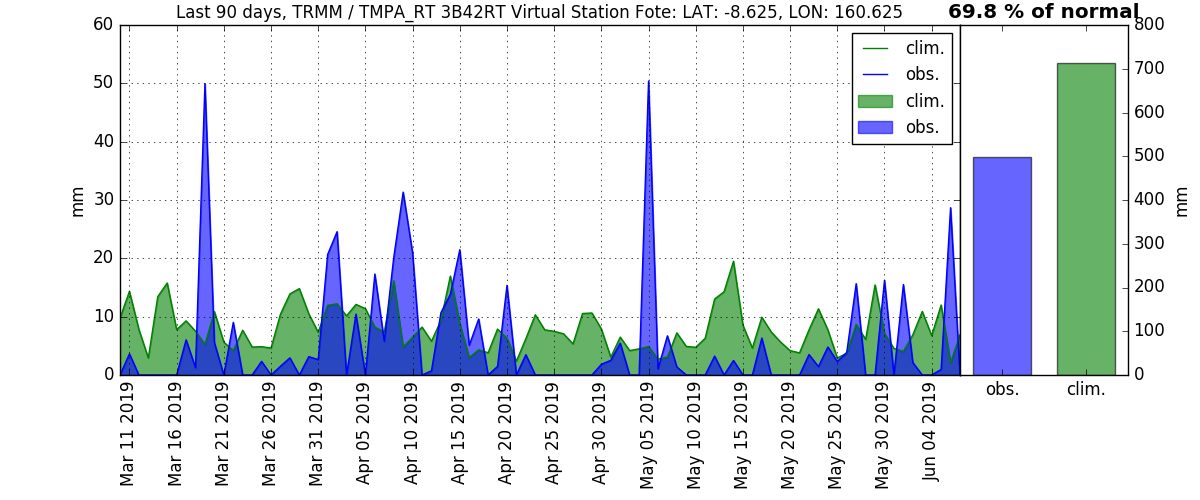 Last 90 days, TRMM / TMPA_RT 3B42RT Virtual Station Fote: LAT: -8.625, LON: 160.625
69.8 % of normal
clim.
obs.
clim.
obs.
mm
60
50
40
30
20
10
0
Mar 11 2019
Mar 16 2019
Mar 21 2019
Mar 26 2019
Mar 31 2019
Apr 05 2019
Apr 10 2019
Apr 15 2019
Apr 20 2019
Apr 25 2019
Apr 30 2019
May 05 2019
May 10 2019
May 15 2019
May 20 2019
May 25 2019
May 30 2019
Jun 04 2019
obs.
clim.
800
700
600
500
400
300
200
100
0
mm